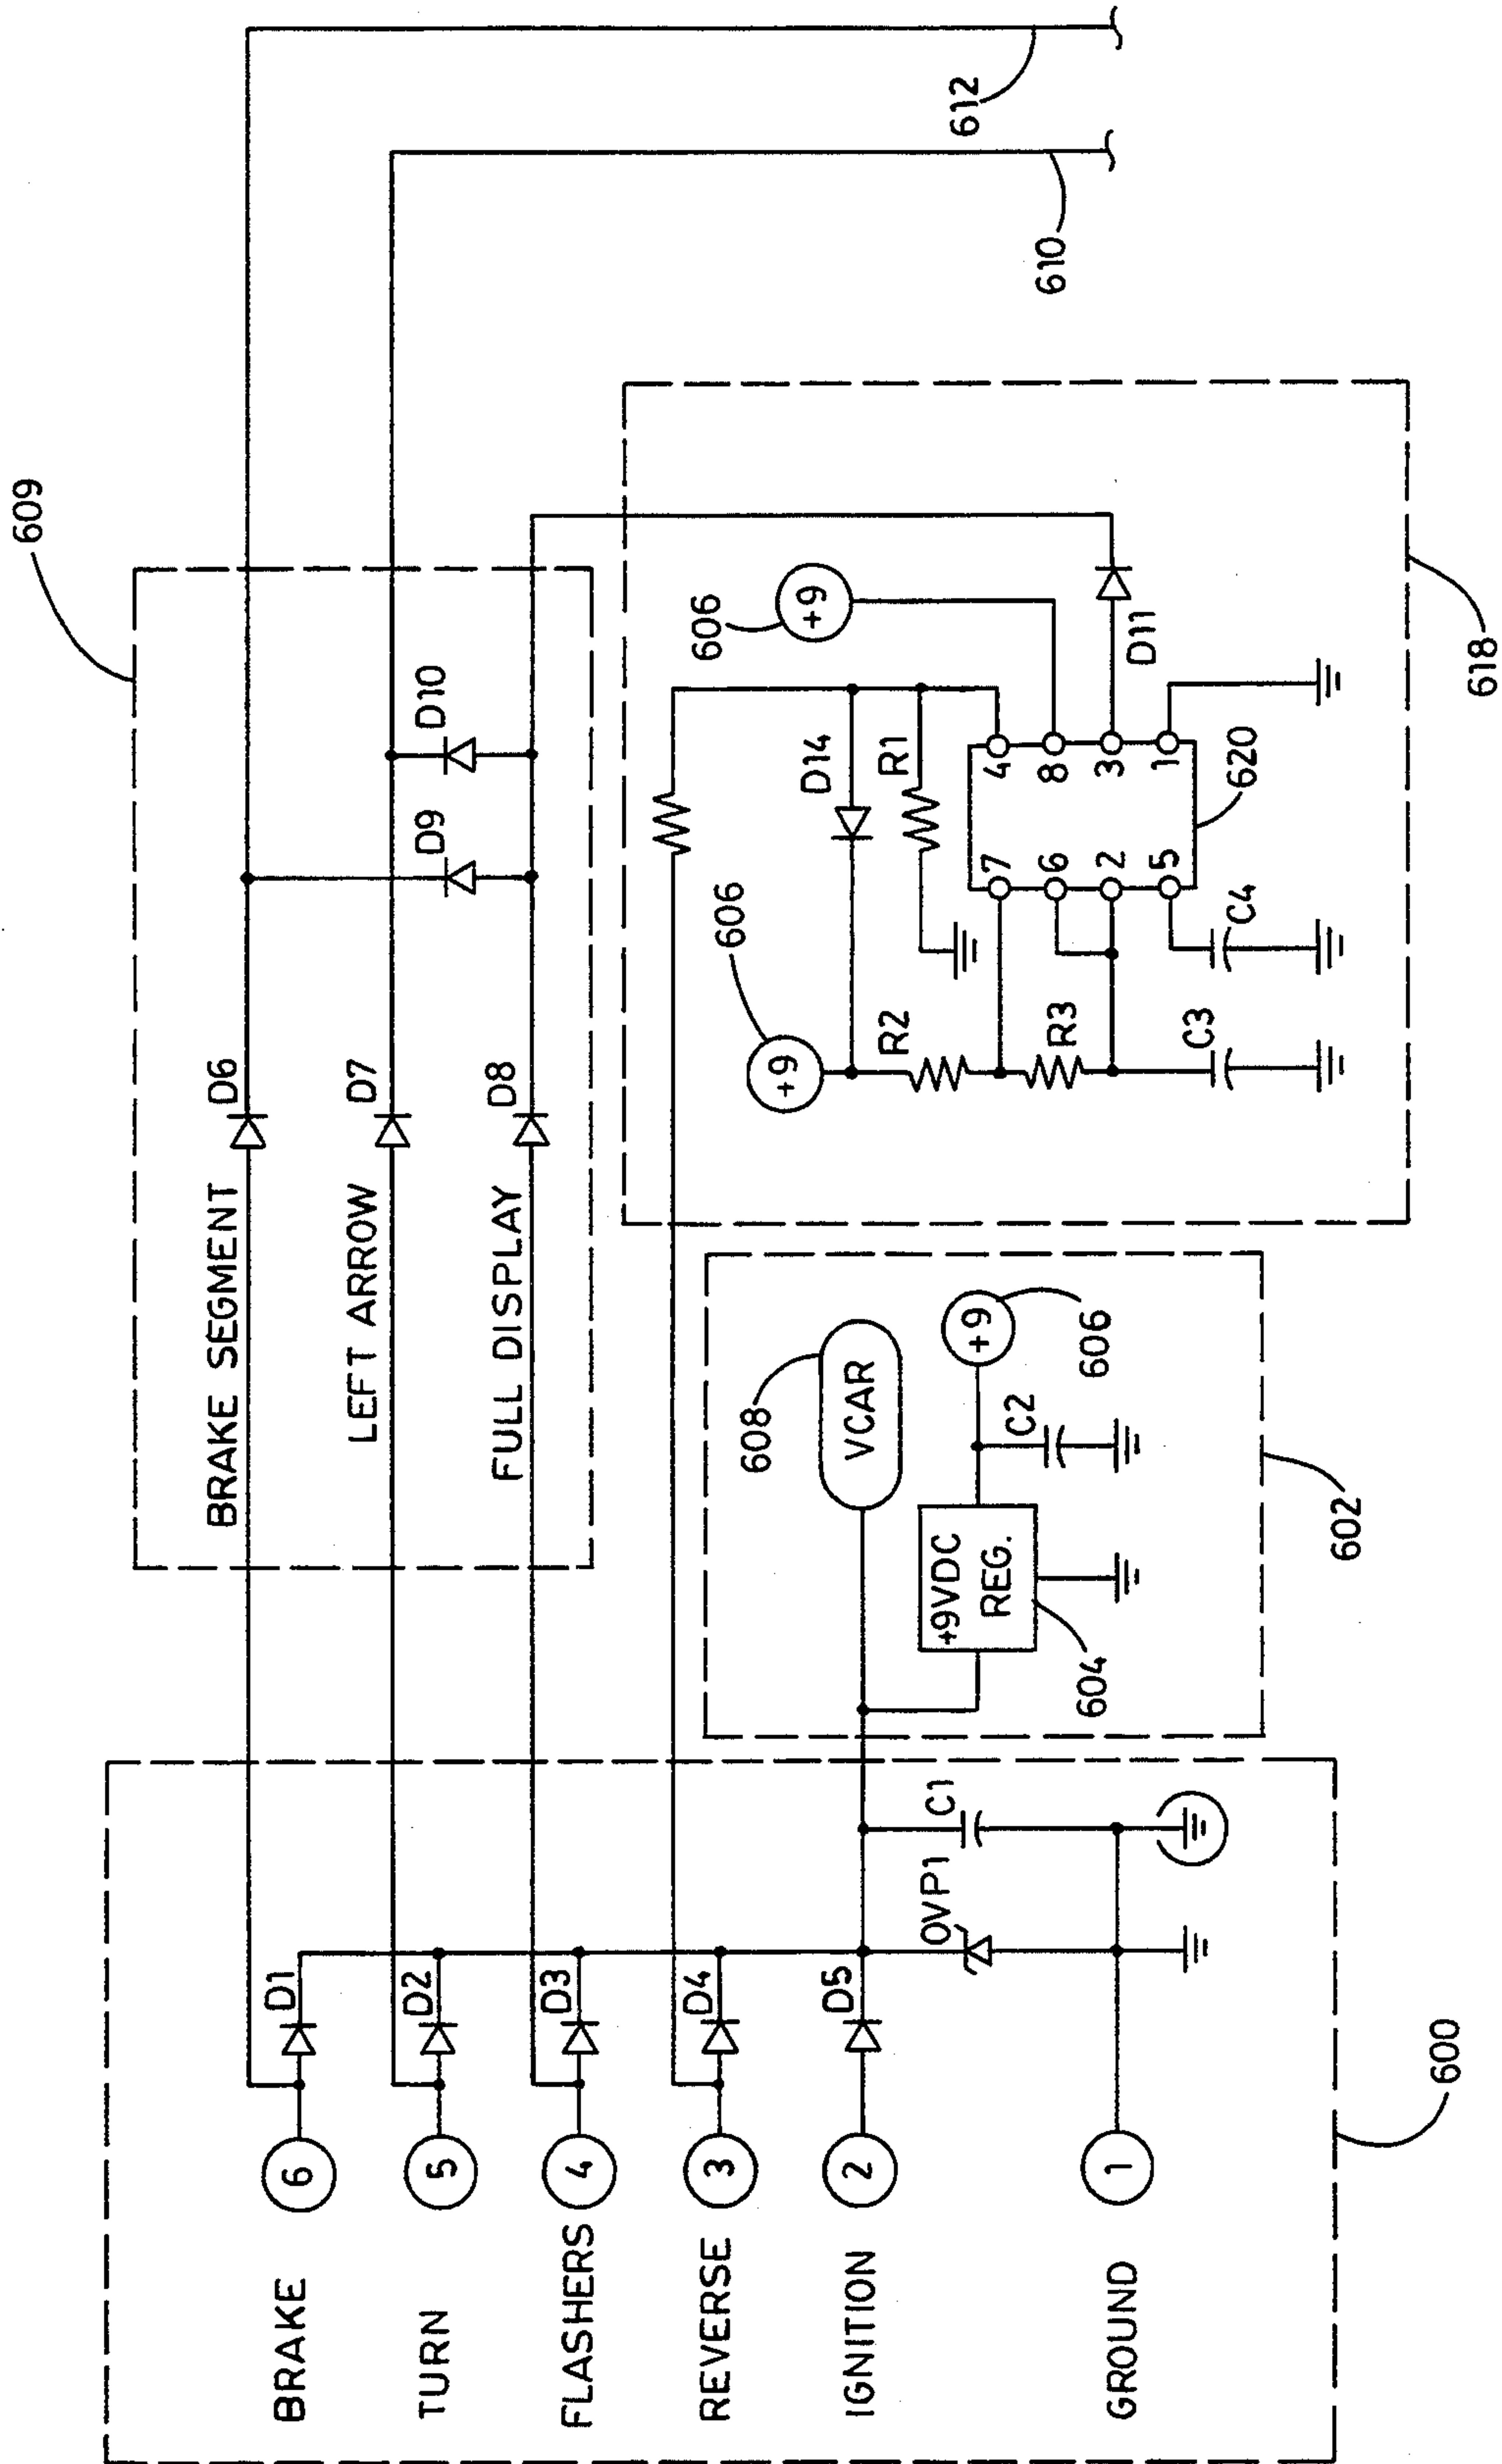 609
BRAKE SEGMENT
D6
LEFT ARROW
D7
FULL DISPLAY
D8
D9
D10
612
610
BRAKE
6
D1
TURN
5
D2
FLASHERS
4
D3
REVERSE
3
D4
IGNITION
2
D5
OVP1
C1
GROUND
1
600
608
VCAR
+9VDC
REG.
604
C2
+9
606
602
606
+9
606
+9
D14
R1
R2
R3
C3
C4
7
6
2
5
4
8
3
1
620
D11
618